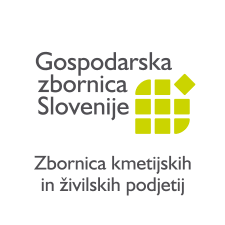 Gospodarska
zbornica
Slovenije
Zbornica kmetijskih
in živilskih podjetij